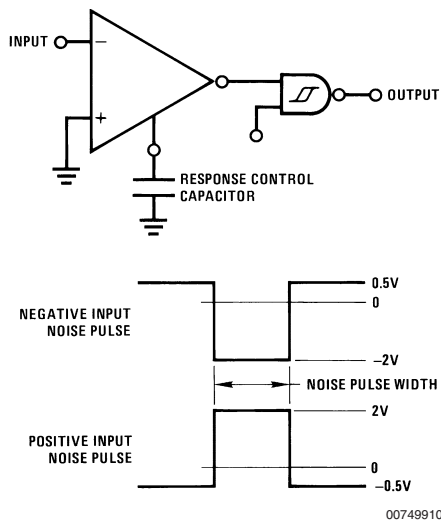 INPUT
−
+
OUTPUT
RESPONSE CONTROL
CAPACITOR
0.5V
0
NEGATIVE INPUT
NOISE PULSE
−2V
NOISE PULSE WIDTH
2V
POSITIVE INPUT
NOISE PULSE
0
−0.5V
00749910